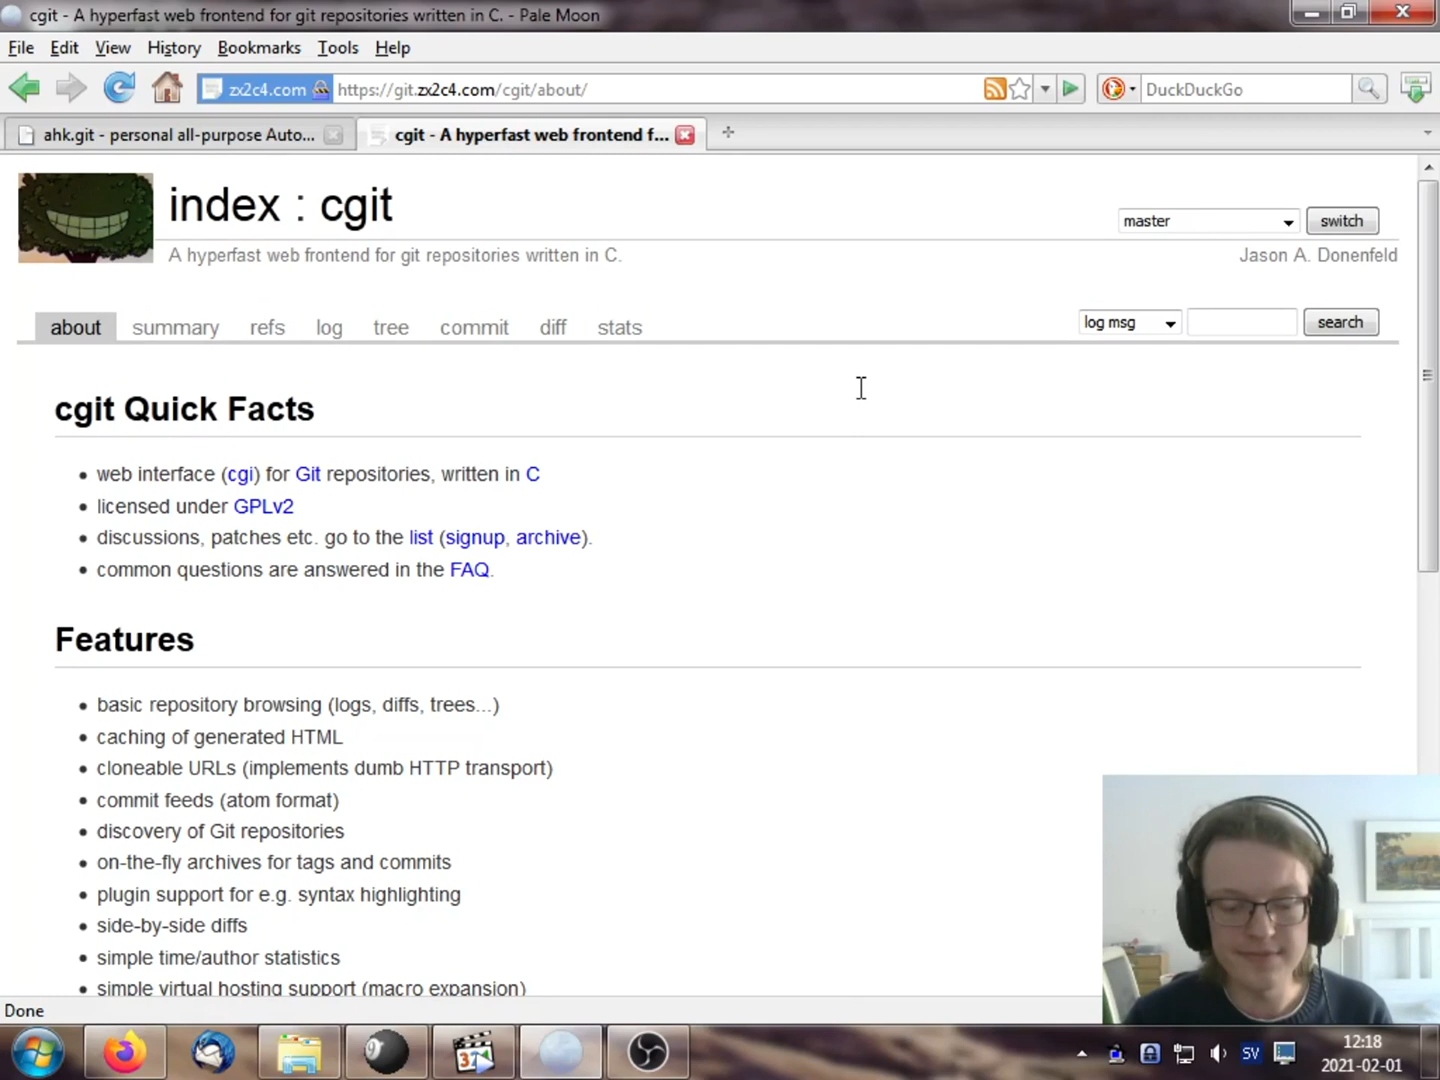 cgit - A hyperfast web frontend for git repositories written in C. - Pale Moon
File Edit View History Bookmarks Tools Help
zx2c4.com https://git.zx2c4.com/cgit/about/ DuckDuckGo
ahk.git - personal all-purpose Auto... cgit - A hyperfast web frontend f...
index : cgit
master switch
A hyperfast web frontend for git repositories written in C. Jason A. Donenfeld
about summary refs log tree commit diff stats log msg search
cgit Quick Facts
web interface (cgi) for Git repositories, written in C
licensed under GPLv2
discussions, patches etc. go to the list (signup, archive).
common questions are answered in the FAQ.
Features
basic repository browsing (logs, diffs, trees...)
caching of generated HTML
cloneable URLs (implements dumb HTTP transport)
commit feeds (atom format)
discovery of Git repositories
on-the-fly archives for tags and commits
plugin support for e.g. syntax highlighting
side-by-side diffs
simple time/author statistics
simple virtual hosting support (macro expansion)
Done
SV 12:18
2021-02-01